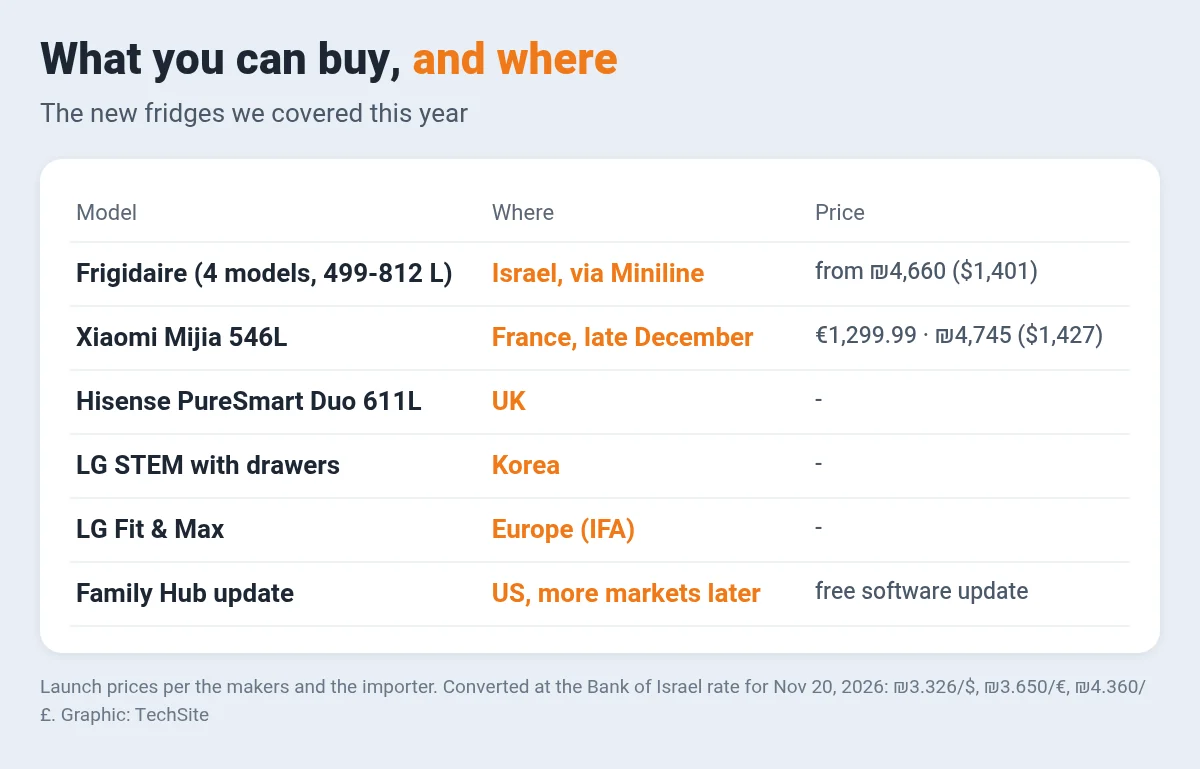 What you can buy, and where
The new fridges we covered this year
Model Where Price
Frigidaire (4 models, 499-812 L) Israel, via Miniline from ₪4,660 ($1,401)
Xiaomi Mijia 546L France, late December €1,299.99 · ₪4,745 ($1,427)
Hisense PureSmart Duo 611L UK -
LG STEM with drawers Korea -
LG Fit & Max Europe (IFA) -
Family Hub update US, more markets later free software update
Launch prices per the makers and the importer. Converted at the Bank of Israel rate for Nov 20, 2026: ₪3.326/$, ₪3.650/€, ₪4.360/
£. Graphic: TechSite